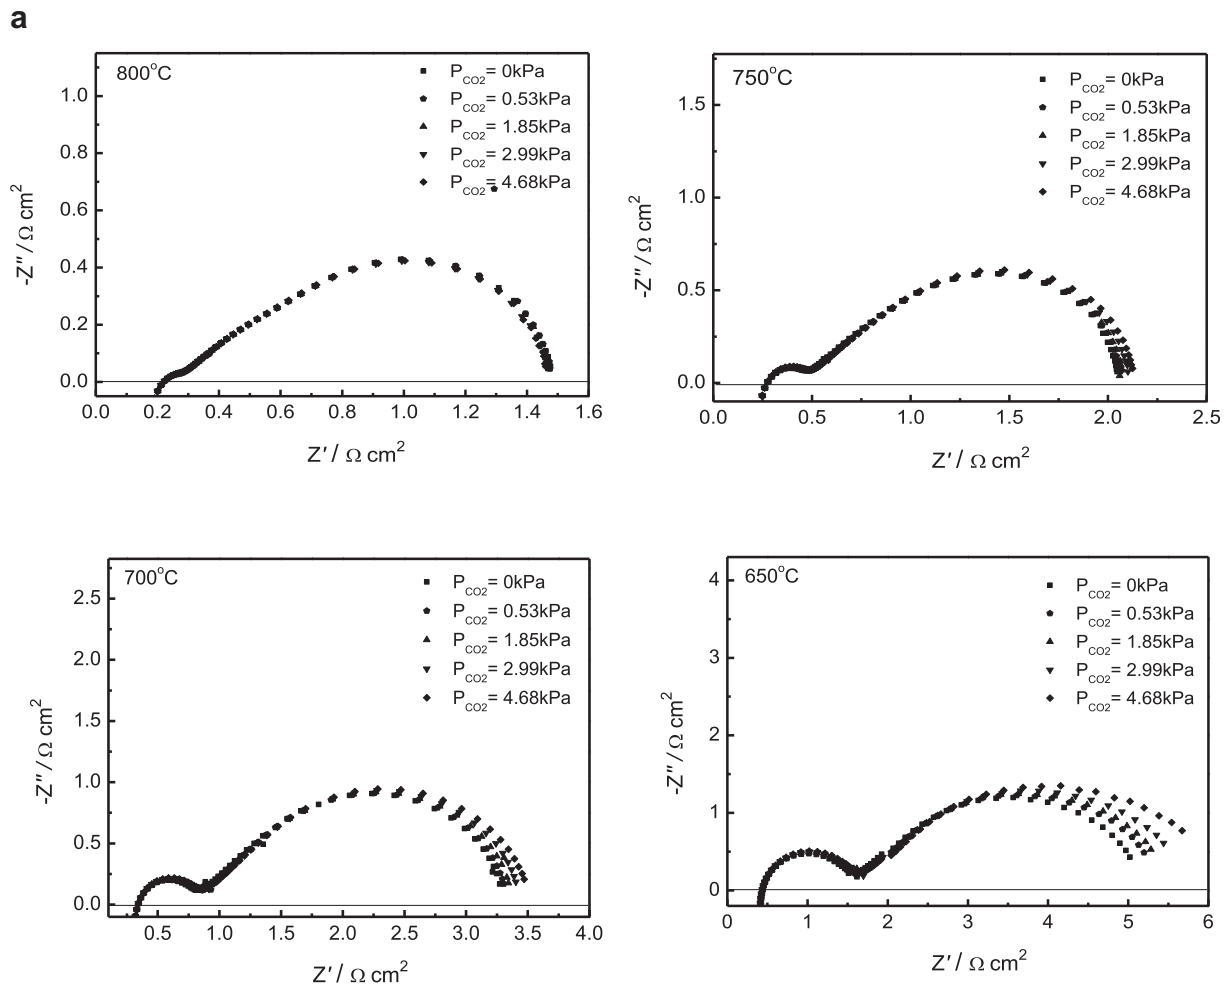 a
800°C
P_CO2 = 0kPa
P_CO2 = 0.53kPa
P_CO2 = 1.85kPa
P_CO2 = 2.99kPa
P_CO2 = 4.68kPa
1.0
0.8
0.6
0.4
0.2
0.0
-Z″ / Ω cm²
0.0 0.2 0.4 0.6 0.8 1.0 1.2 1.4 1.6
Z′ / Ω cm²
750°C
P_CO2 = 0kPa
P_CO2 = 0.53kPa
P_CO2 = 1.85kPa
P_CO2 = 2.99kPa
P_CO2 = 4.68kPa
1.5
1.0
0.5
0.0
-Z″ / Ω cm²
0.0 0.5 1.0 1.5 2.0 2.5
Z′ / Ω cm²
700°C
P_CO2 = 0kPa
P_CO2 = 0.53kPa
P_CO2 = 1.85kPa
P_CO2 = 2.99kPa
P_CO2 = 4.68kPa
2.5
2.0
1.5
1.0
0.5
0.0
-Z″ / Ω cm²
0.5 1.0 1.5 2.0 2.5 3.0 3.5 4.0
Z′ / Ω cm²
650°C
P_CO2 = 0kPa
P_CO2 = 0.53kPa
P_CO2 = 1.85kPa
P_CO2 = 2.99kPa
P_CO2 = 4.68kPa
4
3
2
1
0
-Z″ / Ω cm²
0 1 2 3 4 5 6
Z′ / Ω cm²